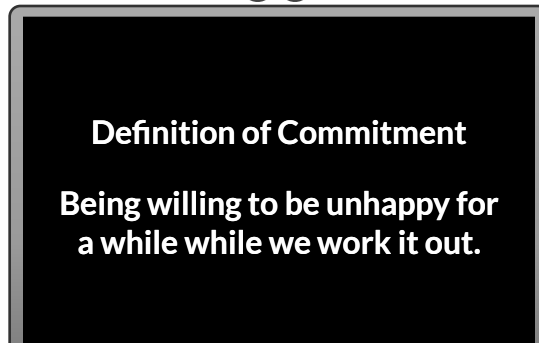 Definition of Commitment
Being willing to be unhappy for
a while while we work it out.